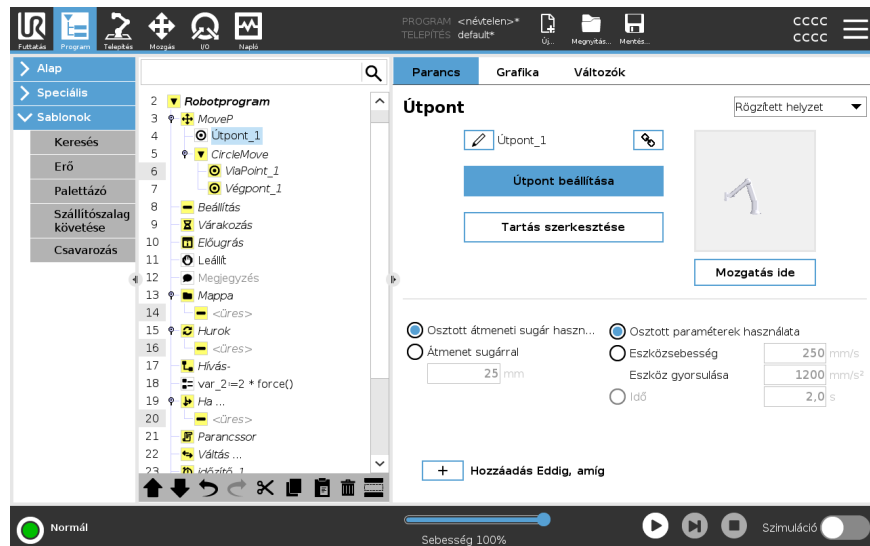 PROGRAM <névtelen>*
TELEPÍTÉS default*
Futtatás
Program
Telepítés
Mozgás
I/O
Napló
Új...
Megnyitás...
Mentés...
CCCC
CCCC
Alap
Speciális
Sablonok
Keresés
Erő
Palettázó
Szállítószalag
követése
Csavarozás
2 Robotprogram
3 MoveP
4 Útpont_1
5 CircleMove
6 ViaPoint_1
7 Végpont_1
8 Beállítás
9 Várakozás
10 Előugrás
11 Leállít
12 Megjegyzés
13 Mappa
14 <üres>
15 Hurok
16 <üres>
17 Hívás-
18 var_2≔2 * force()
19 Ha ...
20 <üres>
21 Parancssor
22 Váltás ...
23 időzítő_1
Parancs
Grafika
Változók
Útpont
Rögzített helyzet
Útpont_1
Útpont beállítása
Tartás szerkesztése
Mozgatás ide
Osztott átmeneti sugár haszn...
Átmenet sugárral
25 mm
Osztott paraméterek használata
Eszközsebesség 250 mm/s
Eszköz gyorsulása 1200 mm/s²
Idő 2,0 s
+ Hozzáadás Eddig, amíg
Normál
Sebesség 100%
Szimuláció